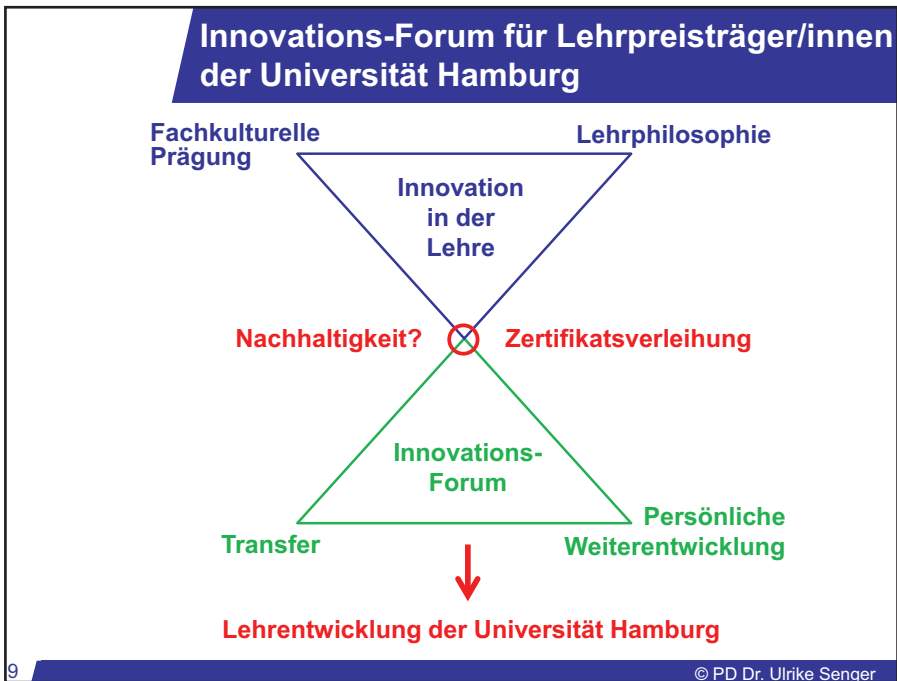 Innovations-Forum für Lehrpreisträger/innen
der Universität Hamburg
Fachkulturelle
Prägung
Lehrphilosophie
Innovation
in der
Lehre
Nachhaltigkeit?
Zertifikatsverleihung
Innovations-
Forum
Transfer
Persönliche
Weiterentwicklung
Lehrentwicklung der Universität Hamburg
9
© PD Dr. Ulrike Senger